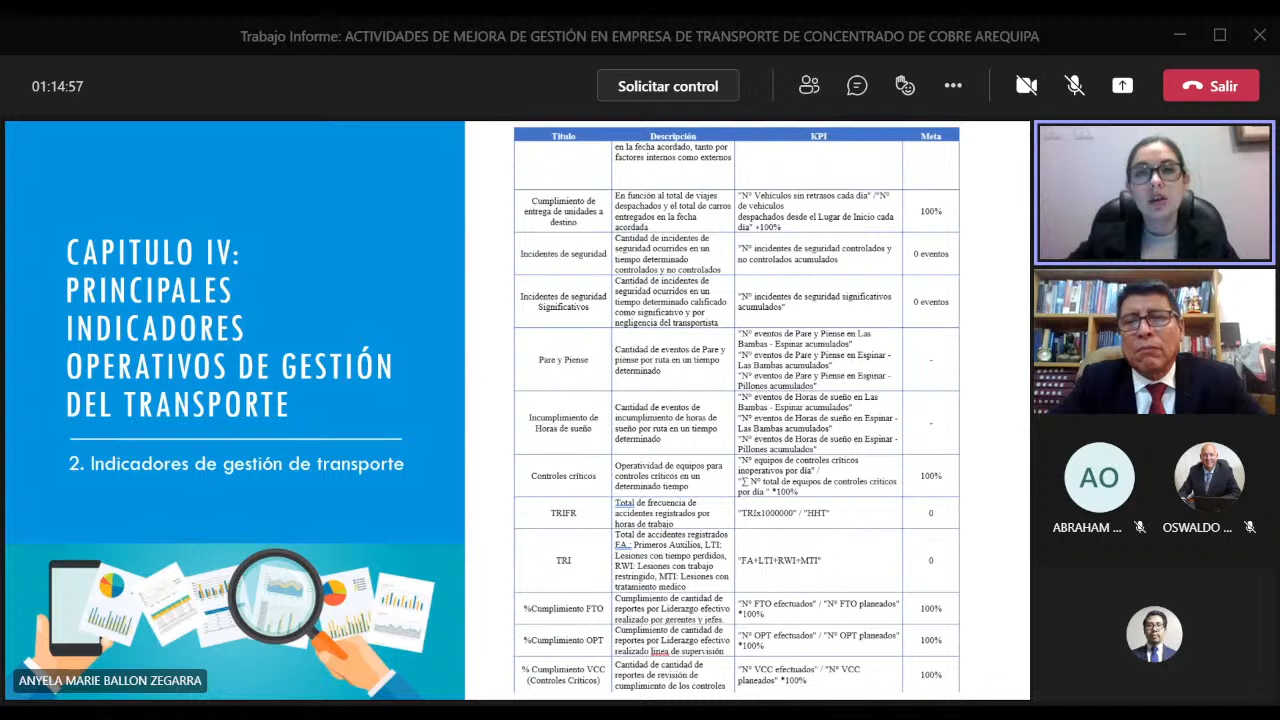 Trabajo Informe: ACTIVIDADES DE MEJORA DE GESTIÓN EN EMPRESA DE TRANSPORTE DE CONCENTRADO DE COBRE AREQUIPA
01:14:57
Solicitar control
Salir
CAPITULO IV:
PRINCIPALES
INDICADORES
OPERATIVOS DE GESTIÓN
DEL TRANSPORTE
2. Indicadores de gestión de transporte
ANYELA MARIE BALLON ZEGARRA
Título Descripción KPI Meta
en la fecha acordado, tanto por
factores internos como externos
Cumplimiento de
entrega de unidades a
destino
En función al total de viajes
despachados y el total de carros
entregados en la fecha
acordada
"N° Vehículos sin retrasos cada día" /"N°
de vehículos
despachados desde el Lugar de Inicio cada
día" *100%
100%
Incidentes de seguridad
Cantidad de incidentes de
seguridad ocurridos en un
tiempo determinado
controlados y no controlados
"N° incidentes de seguridad controlados y
no controlados acumulados"
0 eventos
Incidentes de seguridad
Significativos
Cantidad de incidentes de
seguridad ocurridos en un
tiempo determinado calificado
como significativo y por
negligencia del transportista
"N° incidentes de seguridad significativos
acumulados"
0 eventos
Pare y Piense
Cantidad de eventos de Pare y
piense por ruta en un tiempo
determinado
"N° eventos de Pare y Piense en Las
Bambas - Espinar acumulados"
"N° eventos de Pare y Piense en Espinar -
Las Bambas acumulados"
"N° eventos de Pare y Piense en Espinar -
Pillones acumulados"
-
Incumplimiento de
Horas de sueño
Cantidad de eventos de
incumplimiento de horas de
sueño por ruta en un tiempo
determinado
"N° eventos de Horas de sueño en Las
Bambas - Espinar acumulados"
"N° eventos de Horas de sueño en Espinar -
Las Bambas acumulados"
"N° eventos de Horas de sueño en Espinar -
Pillones acumulados"
-
Controles críticos
Operatividad de equipos para
controles críticos en un
determinado tiempo
"N° equipos de controles críticos
inoperativos por día" /
"∑ N° total de equipos de controles críticos
por día " *100%
100%
TRIFR
Total de frecuencia de
accidentes registrados por
horas de trabajo
"TRIx1000000" / "HHT"
0
TRI
Total de accidentes registrados
FA.: Primeros Auxilios, LTI:
Lesiones con tiempo perdidos,
RWI: Lesiones con trabajo
restringido, MTI: Lesiones con
tratamiento medico
"FA+LTI+RWI+MTI"
0
%Cumplimiento FTO
Cumplimiento de cantidad de
reportes por Liderazgo efectivo
realizado por gerentes y jefes.
"N° FTO efectuados" / "N° FTO planeados"
*100%
100%
%Cumplimiento OPT
Cumplimiento de cantidad de
reportes por Liderazgo efectivo
realizado línea de supervisión
"N° OPT efectuados" / "N° OPT planeados"
*100%
100%
% Cumplimiento VCC
(Controles Críticos)
Cantidad de cantidad de
reportes de revisión de
cumplimiento de los controles
"N° VCC efectuados" / "N° VCC
planeados" *100%
100%
AO
ABRAHAM ...
OSWALDO ...